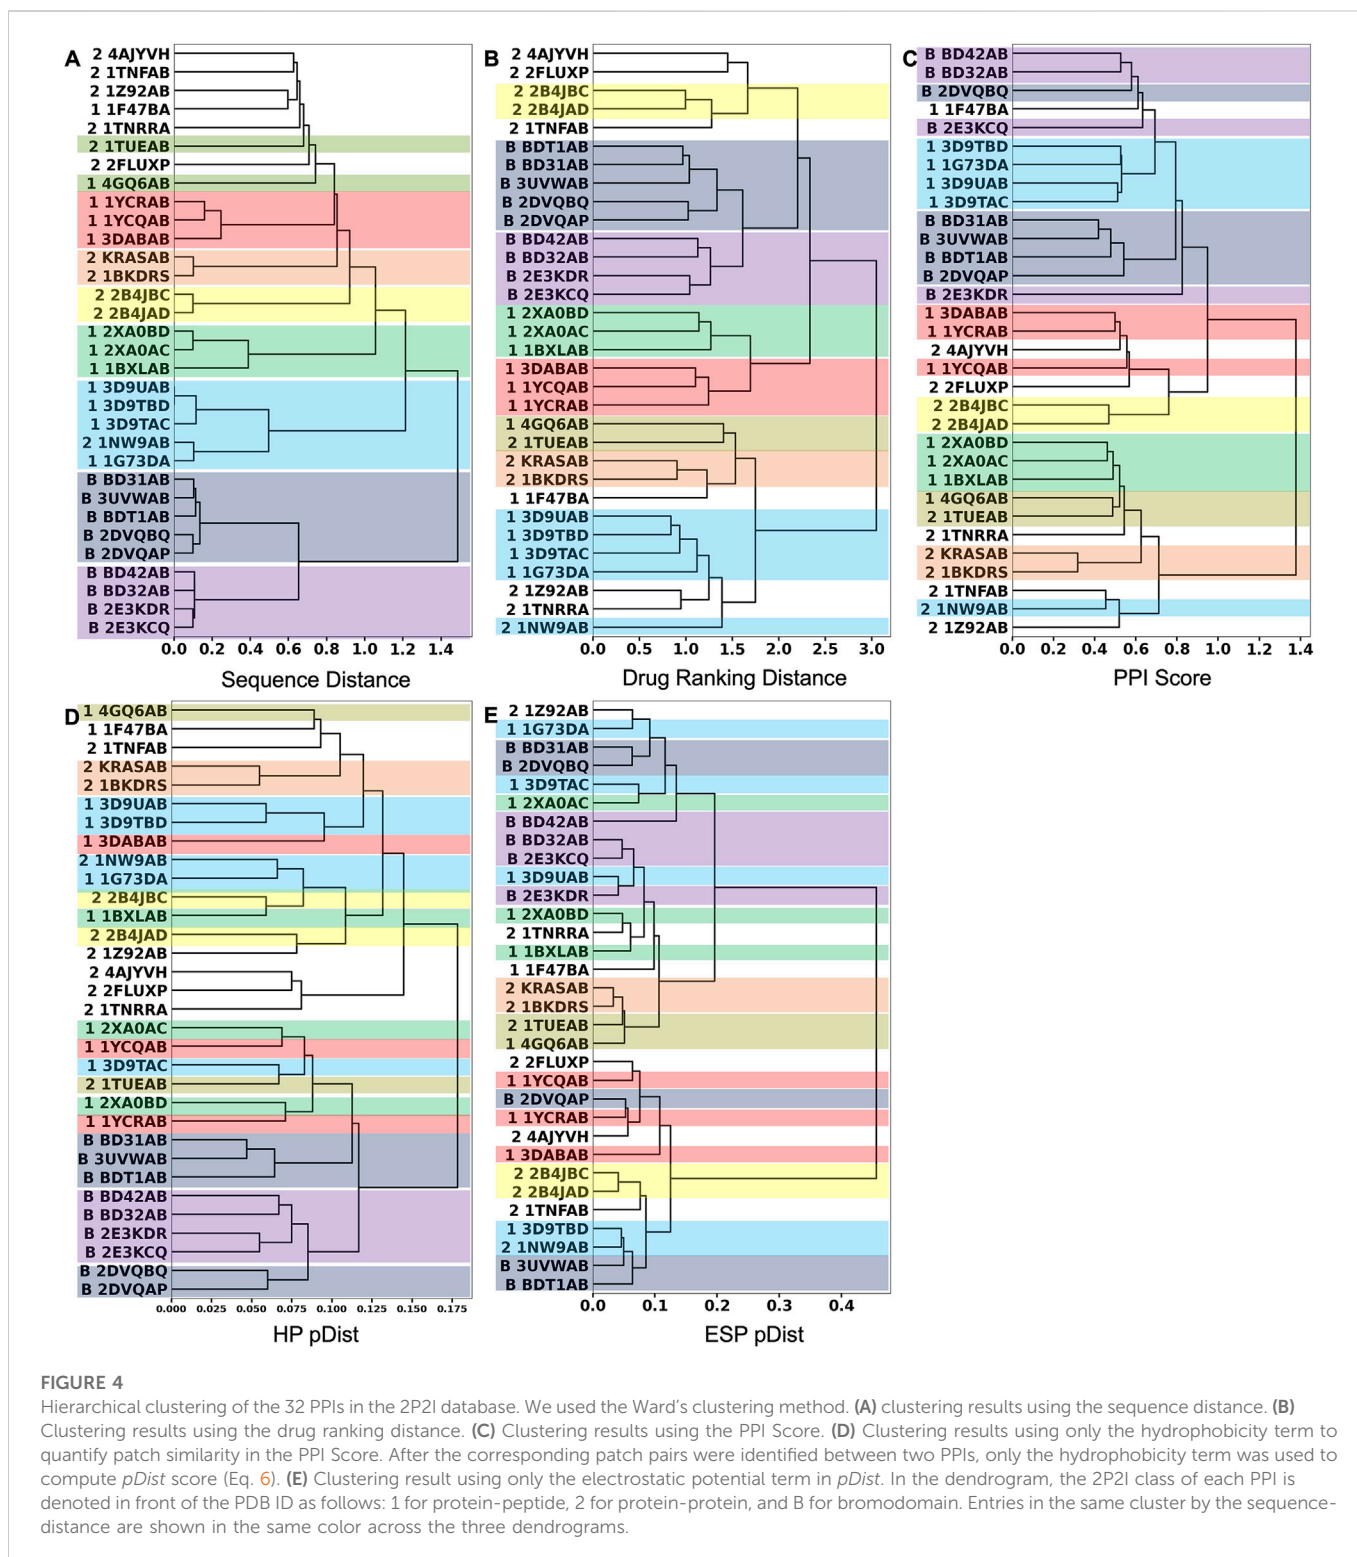 A
2 4AJYVH
2 1TNFAB
2 1Z92AB
1 1F47BA
2 1TNRRA
2 1TUEAB
2 2FLUXP
1 4GQ6AB
1 1YCRAB
1 1YCQAB
1 3DABAB
2 KRASAB
2 1BKDRS
2 2B4JBC
2 2B4JAD
1 2XA0BD
1 2XA0AC
1 1BXLAB
1 3D9UAB
1 3D9TBD
1 3D9TAC
2 1NW9AB
1 1G73DA
B BD31AB
B 3UVWAB
B BDT1AB
B 2DVQBQ
B 2DVQAP
B BD42AB
B BD32AB
B 2E3KDR
B 2E3KCQ
0.0 0.2 0.4 0.6 0.8 1.0 1.2 1.4
Sequence Distance
B
2 4AJYVH
2 2FLUXP
2 2B4JBC
2 2B4JAD
2 1TNFAB
B BDT1AB
B BD31AB
B 3UVWAB
B 2DVQBQ
B 2DVQAP
B BD42AB
B BD32AB
B 2E3KDR
B 2E3KCQ
1 2XA0BD
1 2XA0AC
1 1BXLAB
1 3DABAB
1 1YCQAB
1 1YCRAB
1 4GQ6AB
2 1TUEAB
2 KRASAB
2 1BKDRS
1 1F47BA
1 3D9UAB
1 3D9TBD
1 3D9TAC
1 1G73DA
2 1Z92AB
2 1TNRRA
2 1NW9AB
0.0 0.5 1.0 1.5 2.0 2.5 3.0
Drug Ranking Distance
C
B BD42AB
B BD32AB
B 2DVQBQ
1 1F47BA
B 2E3KCQ
1 3D9TBD
1 1G73DA
1 3D9UAB
1 3D9TAC
B BD31AB
B 3UVWAB
B BDT1AB
B 2DVQAP
B 2E3KDR
1 3DABAB
1 1YCRAB
2 4AJYVH
1 1YCQAB
2 2FLUXP
2 2B4JBC
2 2B4JAD
1 2XA0BD
1 2XA0AC
1 1BXLAB
1 4GQ6AB
2 1TUEAB
2 1TNRRA
2 KRASAB
2 1BKDRS
2 1TNFAB
2 1NW9AB
2 1Z92AB
0.0 0.2 0.4 0.6 0.8 1.0 1.2 1.4
PPI Score
D
1 4GQ6AB
1 1F47BA
2 1TNFAB
2 KRASAB
2 1BKDRS
1 3D9UAB
1 3D9TBD
1 3DABAB
2 1NW9AB
1 1G73DA
2 2B4JBC
1 1BXLAB
2 2B4JAD
2 1Z92AB
2 4AJYVH
2 2FLUXP
2 1TNRRA
1 2XA0AC
1 1YCQAB
1 3D9TAC
2 1TUEAB
1 2XA0BD
1 1YCRAB
B BD31AB
B 3UVWAB
B BDT1AB
B BD42AB
B BD32AB
B 2E3KDR
B 2E3KCQ
B 2DVQBQ
B 2DVQAP
0.000 0.025 0.050 0.075 0.100 0.125 0.150 0.175
HP pDist
E
2 1Z92AB
1 1G73DA
B BD31AB
B 2DVQBQ
1 3D9TAC
1 2XA0AC
B BD42AB
B BD32AB
B 2E3KCQ
1 3D9UAB
B 2E3KDR
1 2XA0BD
2 1TNRRA
1 1BXLAB
1 1F47BA
2 KRASAB
2 1BKDRS
2 1TUEAB
1 4GQ6AB
2 2FLUXP
1 1YCQAB
B 2DVQAP
1 1YCRAB
2 4AJYVH
1 3DABAB
2 2B4JBC
2 2B4JAD
2 1TNFAB
1 3D9TBD
2 1NW9AB
B 3UVWAB
B BDT1AB
0.0 0.1 0.2 0.3 0.4
ESP pDist
FIGURE 4
Hierarchical clustering of the 32 PPIs in the 2P2I database. We used the Ward's clustering method. (A) clustering results using the sequence distance. (B)
Clustering results using the drug ranking distance. (C) Clustering results using the PPI Score. (D) Clustering results using only the hydrophobicity term to
quantify patch similarity in the PPI Score. After the corresponding patch pairs were identified between two PPIs, only the hydrophobicity term was used to
compute pDist score (Eq. 6). (E) Clustering result using only the electrostatic potential term in pDist. In the dendrogram, the 2P2I class of each PPI is
denoted in front of the PDB ID as follows: 1 for protein-peptide, 2 for protein-protein, and B for bromodomain. Entries in the same cluster by the sequence-
distance are shown in the same color across the three dendrograms.